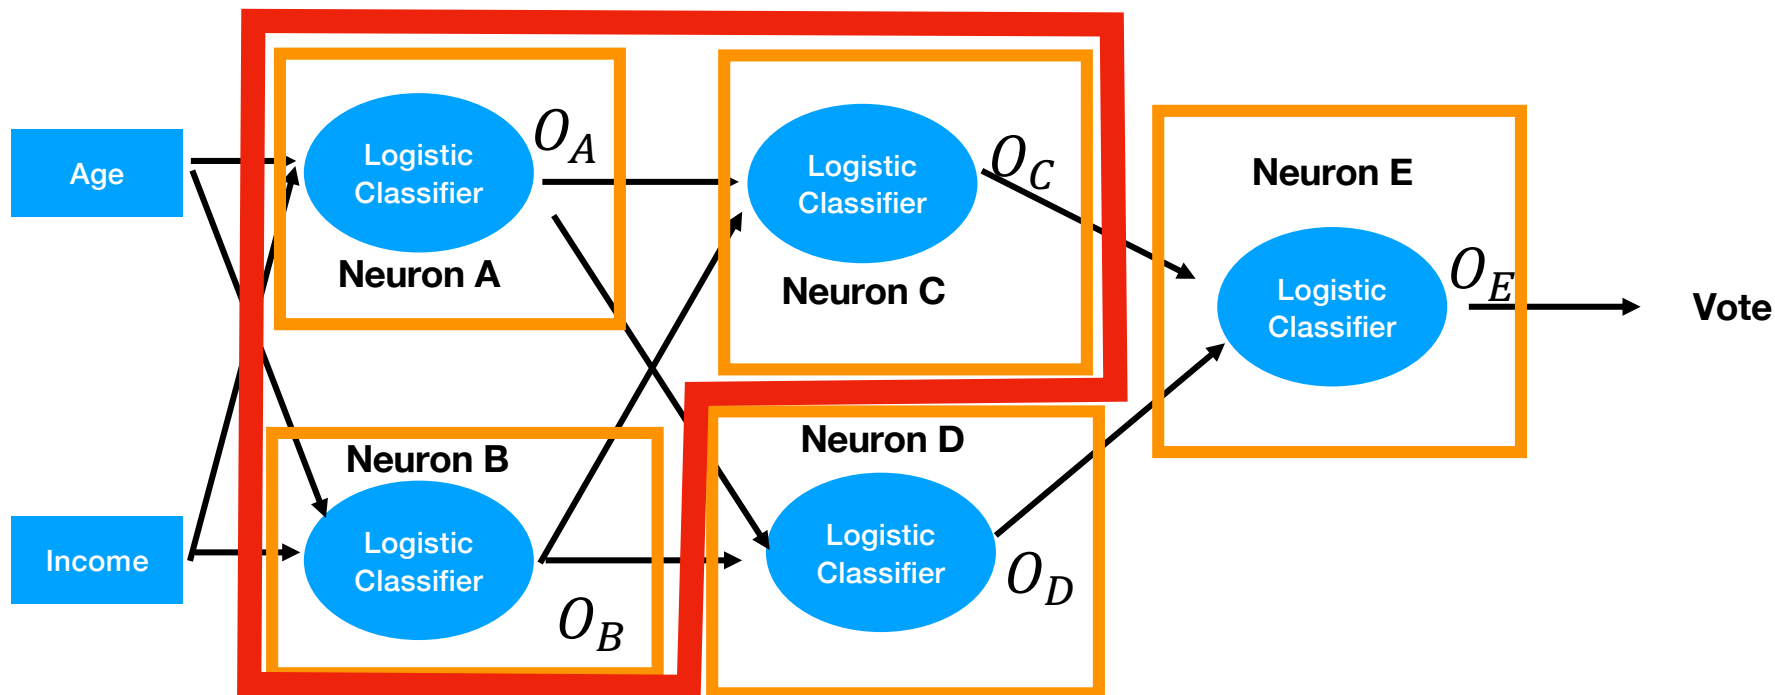 Age
Income
Logistic
Classifier
O_A
Neuron A
Neuron B
Logistic
Classifier
O_B
Logistic
Classifier
O_C
Neuron C
Neuron D
Logistic
Classifier
O_D
Neuron E
Logistic
Classifier
O_E
Vote